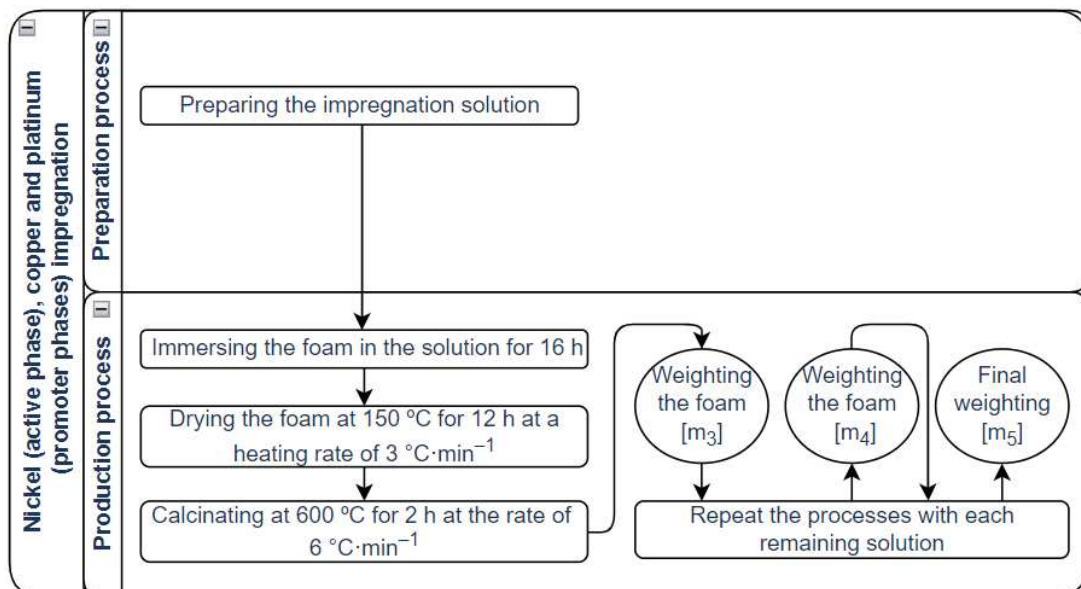 Nickel (active phase), copper and platinum
(promoter phases) impregnation
Preparation process
Preparing the impregnation solution
Production process
Immersing the foam in the solution for 16 h
Drying the foam at 150 ºC for 12 h at a
heating rate of 3 °C·min⁻¹
Calcinating at 600 ºC for 2 h at the rate of
6 °C·min⁻¹
Weighting
the foam
[m₃]
Weighting
the foam
[m₄]
Final
weighting
[m₅]
Repeat the processes with each
remaining solution